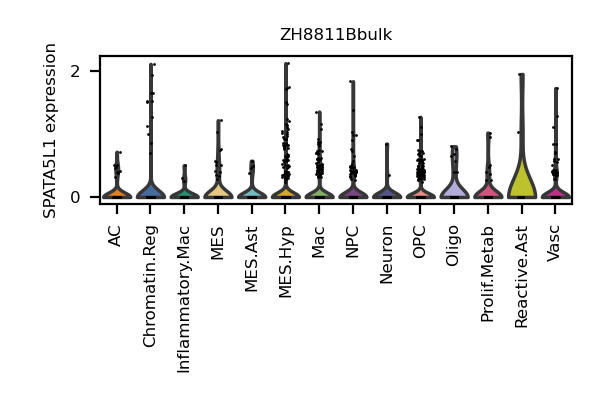 ZH8811Bbulk
SPATA5L1 expression
2
0
AC
Chromatin.Reg
Inflammatory.Mac
MES
MES.Ast
MES.Hyp
Mac
NPC
Neuron
OPC
Oligo
Prolif.Metab
Reactive.Ast
Vasc